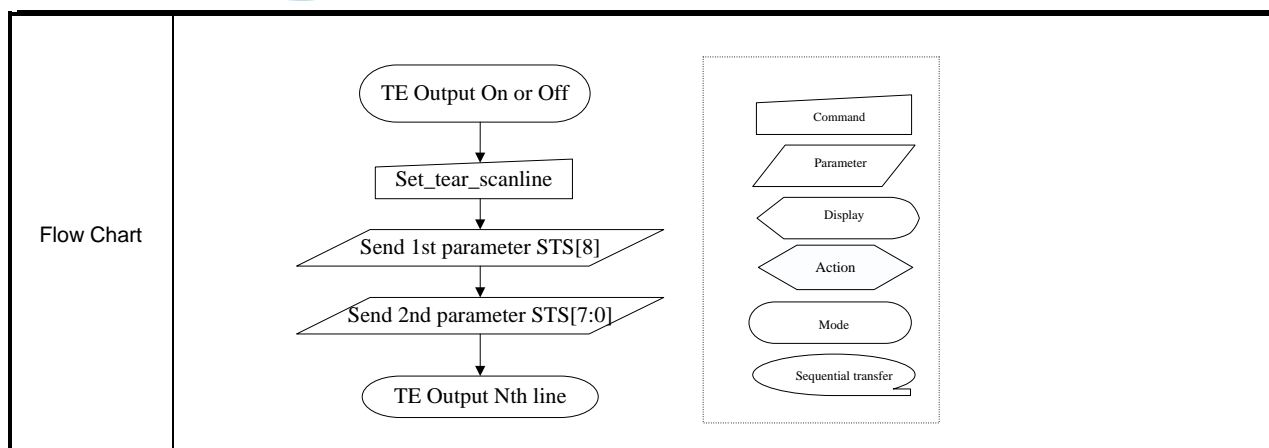 Flow Chart
TE Output On or Off
Set_tear_scanline
Send 1st parameter STS[8]
Send 2nd parameter STS[7:0]
TE Output Nth line
Command
Parameter
Display
Action
Mode
Sequential transfer